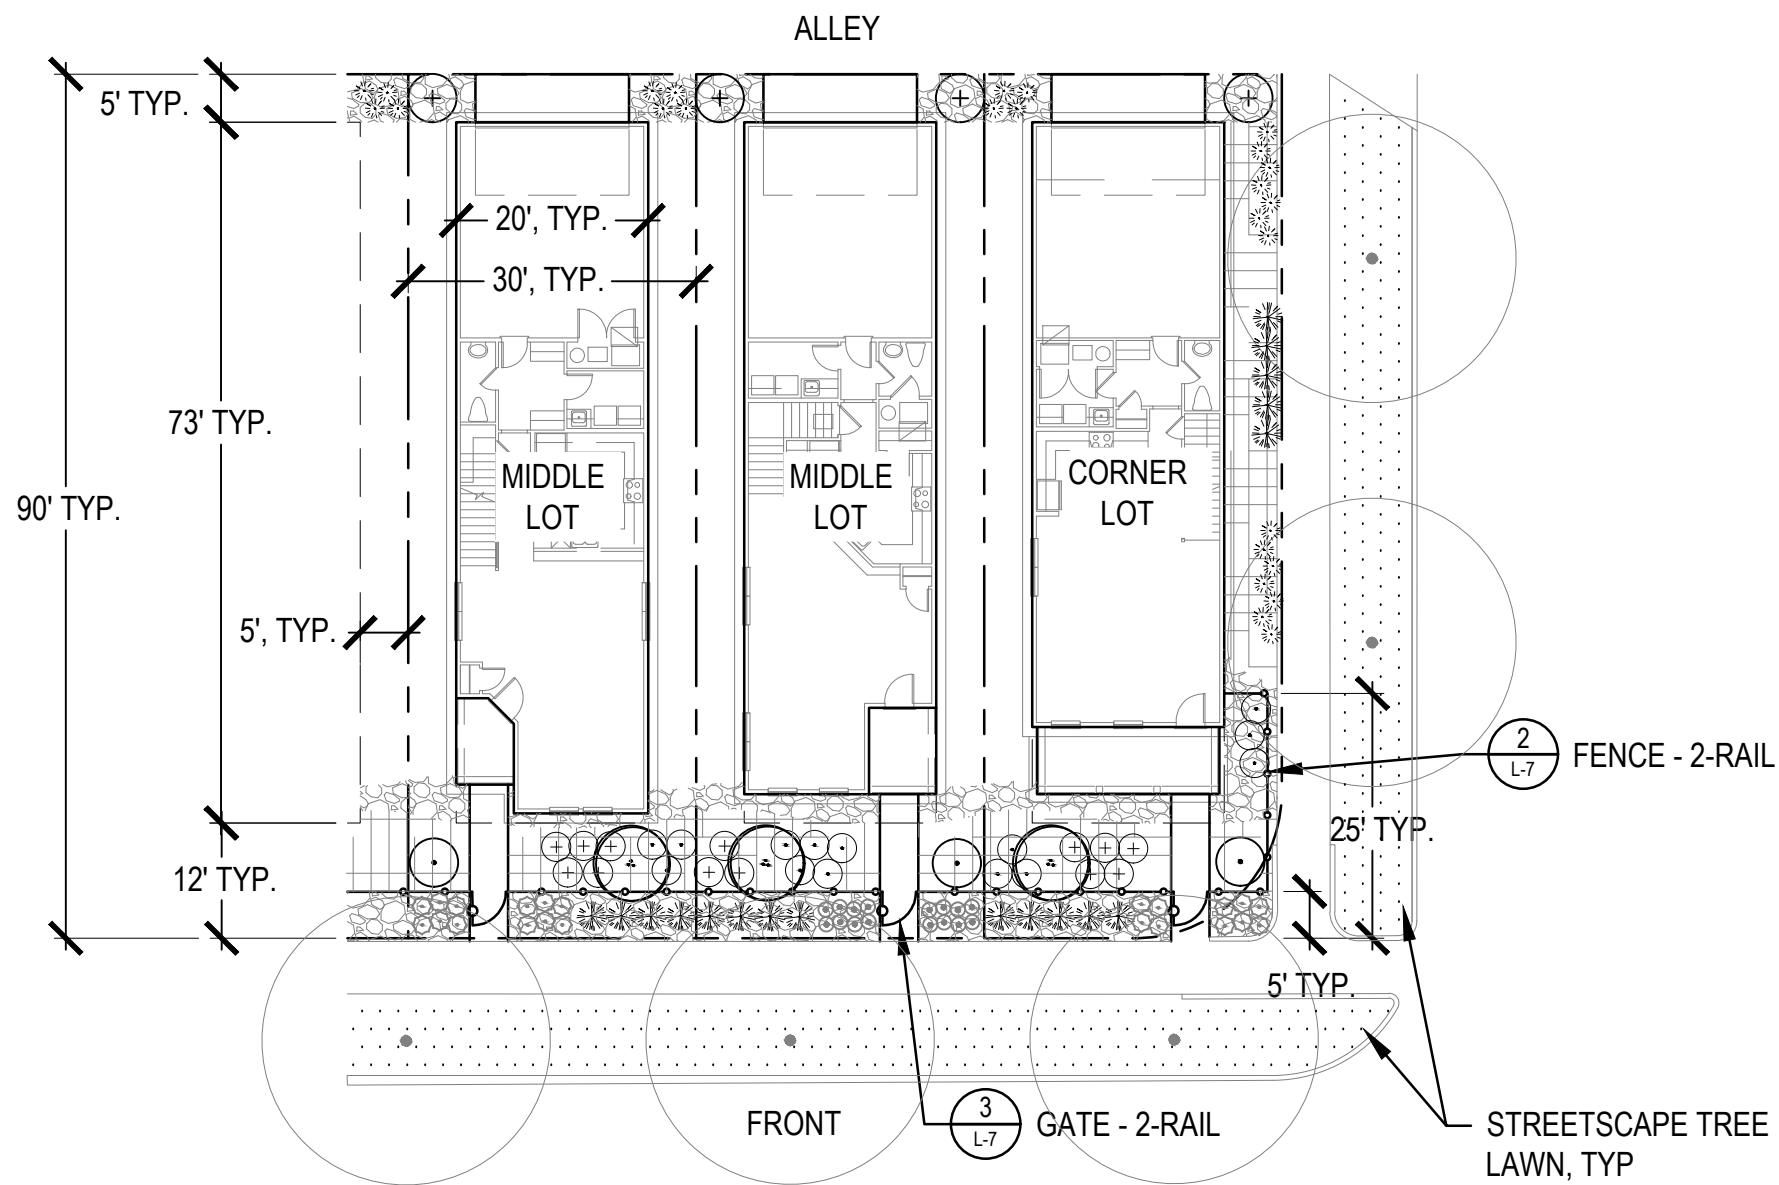 ALLEY
5' TYP.
20', TYP.
30', TYP.
73' TYP.
90' TYP.
MIDDLE
LOT
MIDDLE
LOT
CORNER
LOT
5', TYP.
2
L-7
FENCE - 2-RAIL
25' TYP.
12' TYP.
5' TYP.
FRONT
3
L-7
GATE - 2-RAIL
STREETSCAPE TREE
LAWN, TYP